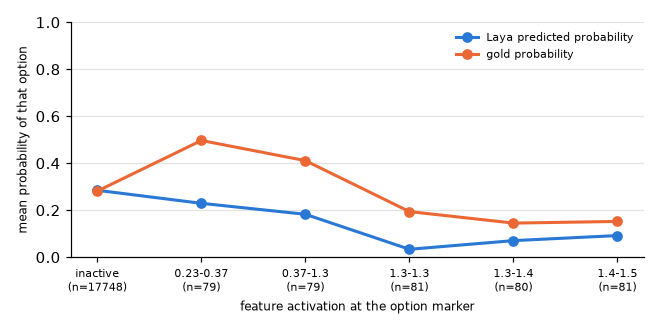 1.0
0.8
0.6
0.4
0.2
0.0
mean probability of that option
Laya predicted probability
gold probability
inactive
(n=17748)
0.23-0.37
(n=79)
0.37-1.3
(n=79)
1.3-1.3
(n=81)
1.3-1.4
(n=80)
1.4-1.5
(n=81)
feature activation at the option marker